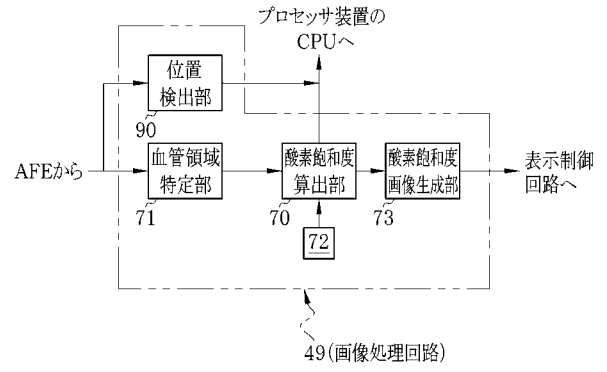 プロセッサ装置の
CPUへ
位置
検出部
90
AFEから
血管領域
特定部
71
酸素飽和度
算出部
70
酸素飽和度
画像生成部
73
表示制御
回路へ
72
49(画像処理回路)